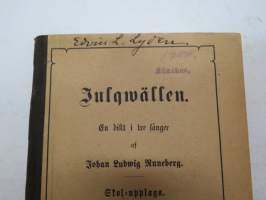 Edvin L. Lydén.
Julqwällen.
En dikt i tre sånger
af
Johan Ludwig Runeberg.
Skol-upplaga.